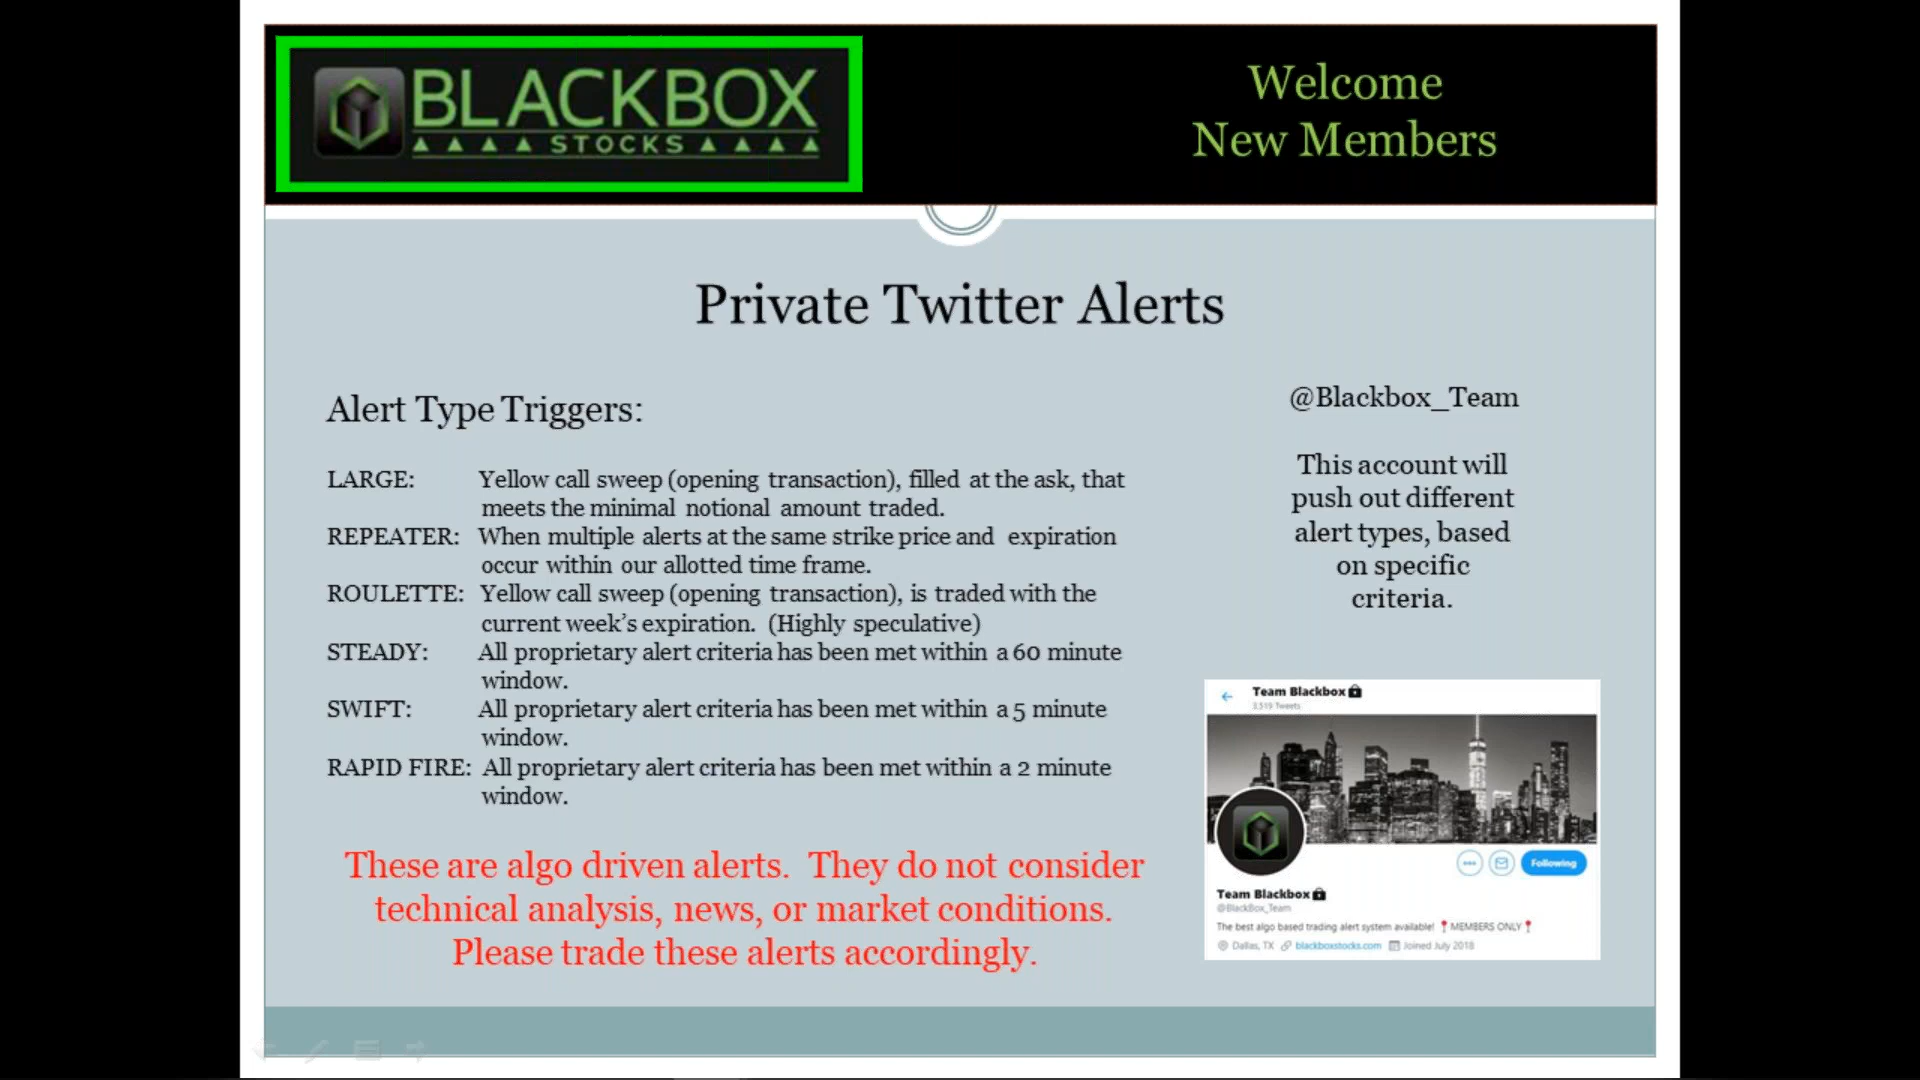 BLACKBOX
STOCKS
Welcome
New Members
Private Twitter Alerts
Alert Type Triggers:
LARGE: Yellow call sweep (opening transaction), filled at the ask, that
meets the minimal notional amount traded.
REPEATER: When multiple alerts at the same strike price and expiration
occur within our allotted time frame.
ROULETTE: Yellow call sweep (opening transaction), is traded with the
current week's expiration. (Highly speculative)
STEADY: All proprietary alert criteria has been met within a 60 minute
window.
SWIFT: All proprietary alert criteria has been met within a 5 minute
window.
RAPID FIRE: All proprietary alert criteria has been met within a 2 minute
window.
These are algo driven alerts. They do not consider
technical analysis, news, or market conditions.
Please trade these alerts accordingly.
@Blackbox_Team
This account will
push out different
alert types, based
on specific
criteria.
Team Blackbox
3,519 Tweets
Following
Team Blackbox
@BlackBox_Team
The best algo based trading alert system available! MEMBERS ONLY
Dallas, TX blackboxstocks.com Joined July 2018